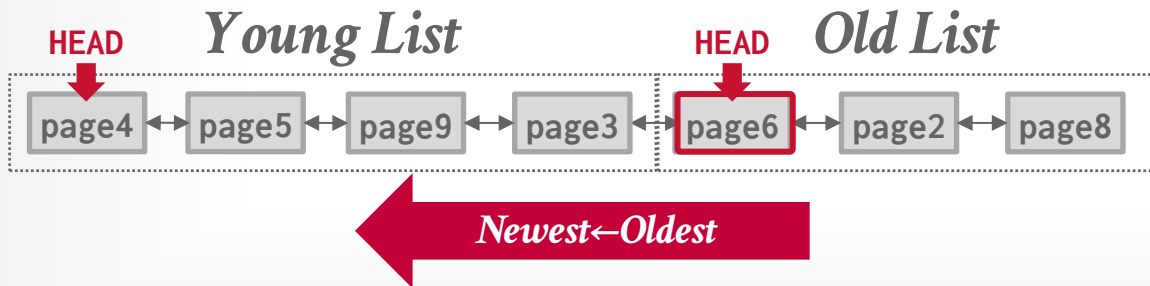 Young List
Old List
HEAD
HEAD
page4
page5
page9
page3
page6
page2
page8
Newest←Oldest